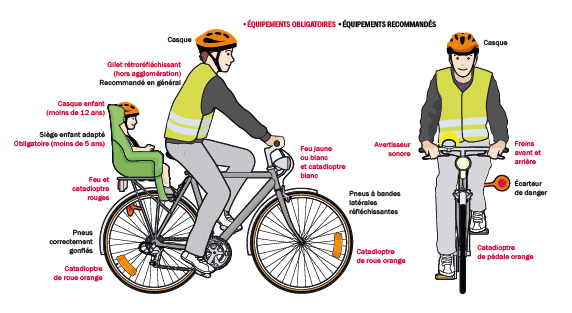 • ÉQUIPEMENTS OBLIGATOIRES • ÉQUIPEMENTS RECOMMANDÉS
Casque
Gilet rétroréfléchissant
(hors agglomération)
Recommandé en général
Casque enfant
(moins de 12 ans)
Siège enfant adapté
Obligatoire (moins de 5 ans)
Feu et
catadioptre
rouges
Pneus
correctement
gonflés
Catadioptre
de roue orange
Feu jaune
ou blanc
et catadioptre
blanc
Pneus à bandes
latérales
réfléchissantes
Catadioptre
de roue orange
Casque
Avertisseur
sonore
Freins
avant et
arrière
Écarteur
de danger
Catadioptre
de pédale orange